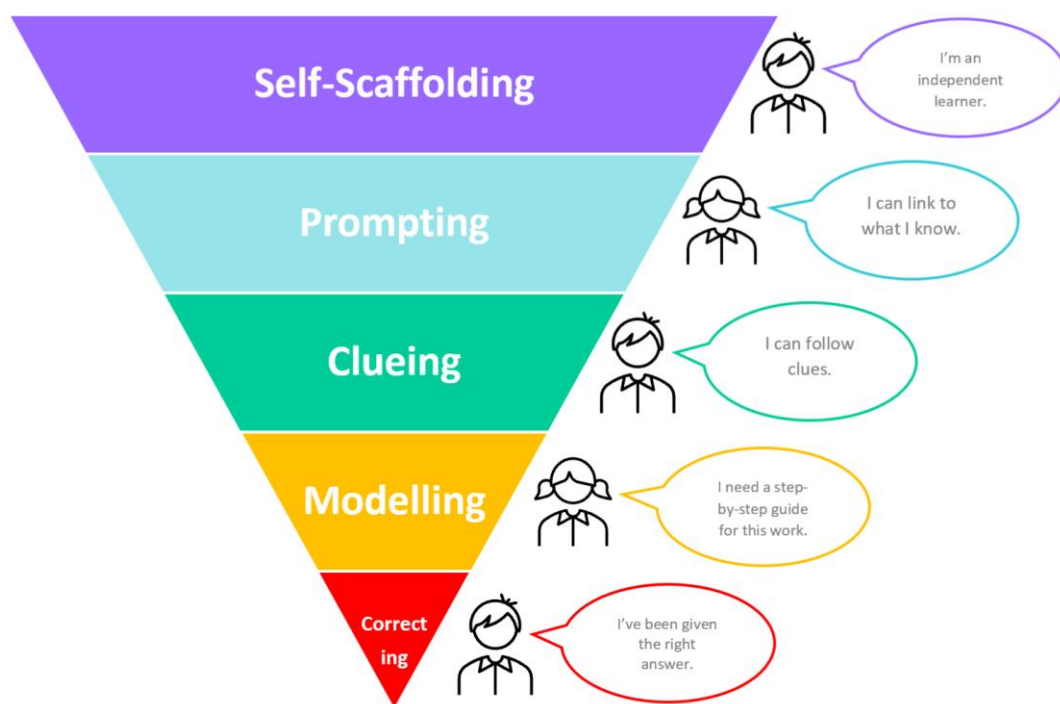 Self-Scaffolding
I'm an
independent
learner.
Prompting
I can link to
what I know.
Clueing
I can follow
clues.
Modelling
I need a step-
by-step guide
for this work.
Correct
ing
I've been given
the right
answer.